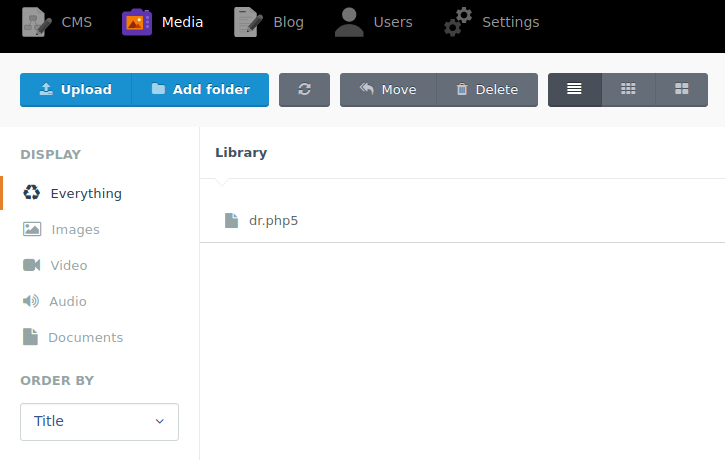 CMS Media Blog Users Settings
Upload Add folder Move Delete
DISPLAY
Everything
Images
Video
Audio
Documents
ORDER BY
Title
Library
dr.php5